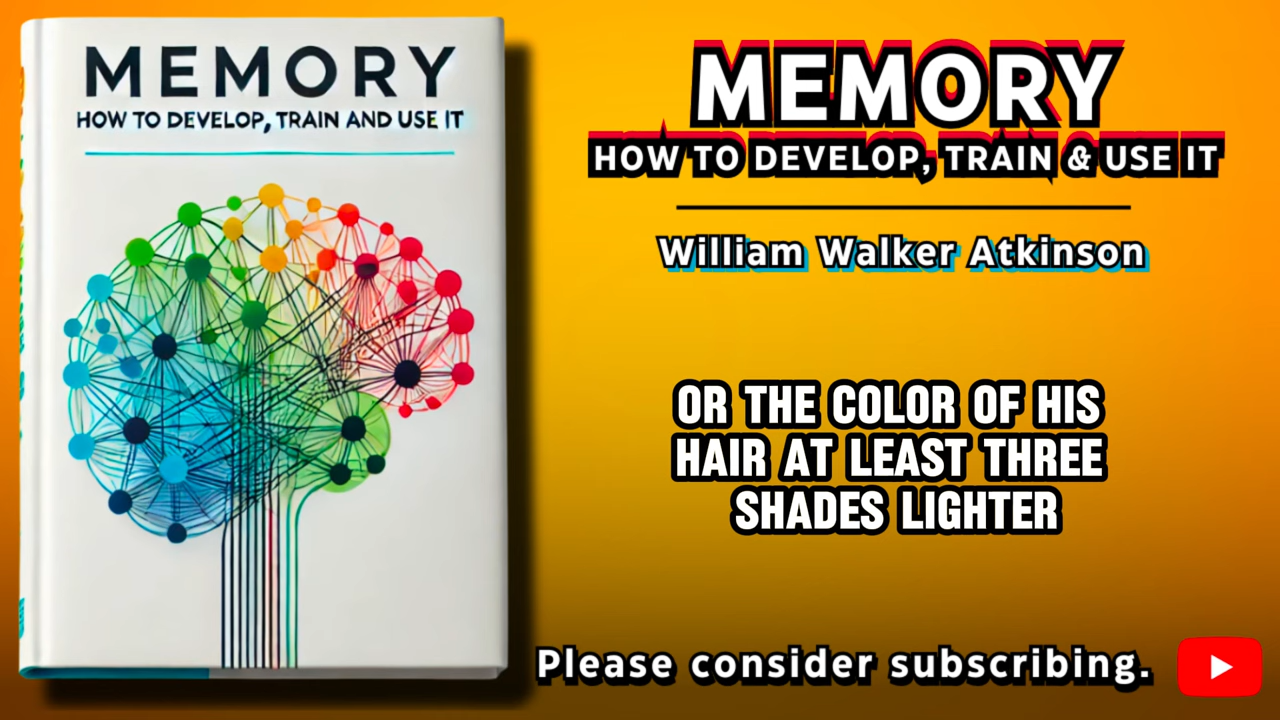 MEMORY
HOW TO DEVELOP, TRAIN AND USE IT
MEMORY
HOW TO DEVELOP, TRAIN & USE IT
William Walker Atkinson
OR THE COLOR OF HIS
HAIR AT LEAST THREE
SHADES LIGHTER
Please consider subscribing.